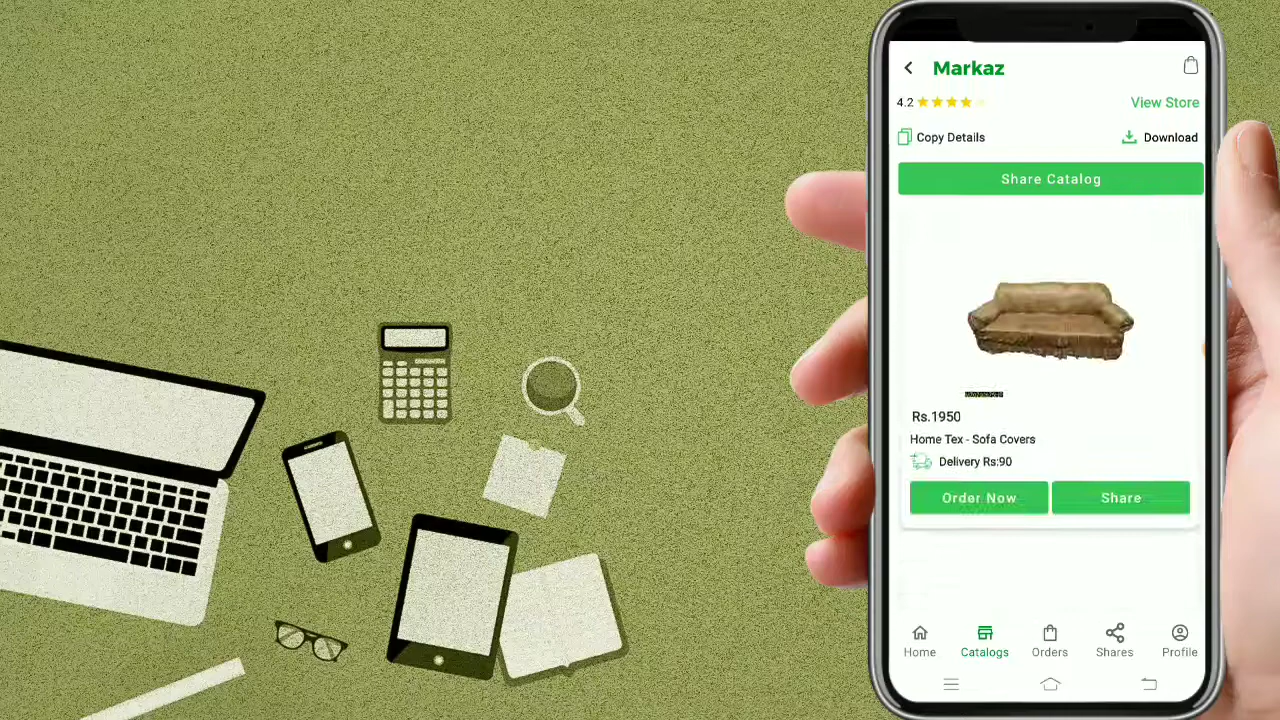 Markaz
4.2
View Store
Copy Details
Download
Share Catalog
Rs.1950
Home Tex - Sofa Covers
Delivery Rs:90
Order Now
Share
Home
Catalogs
Orders
Shares
Profile